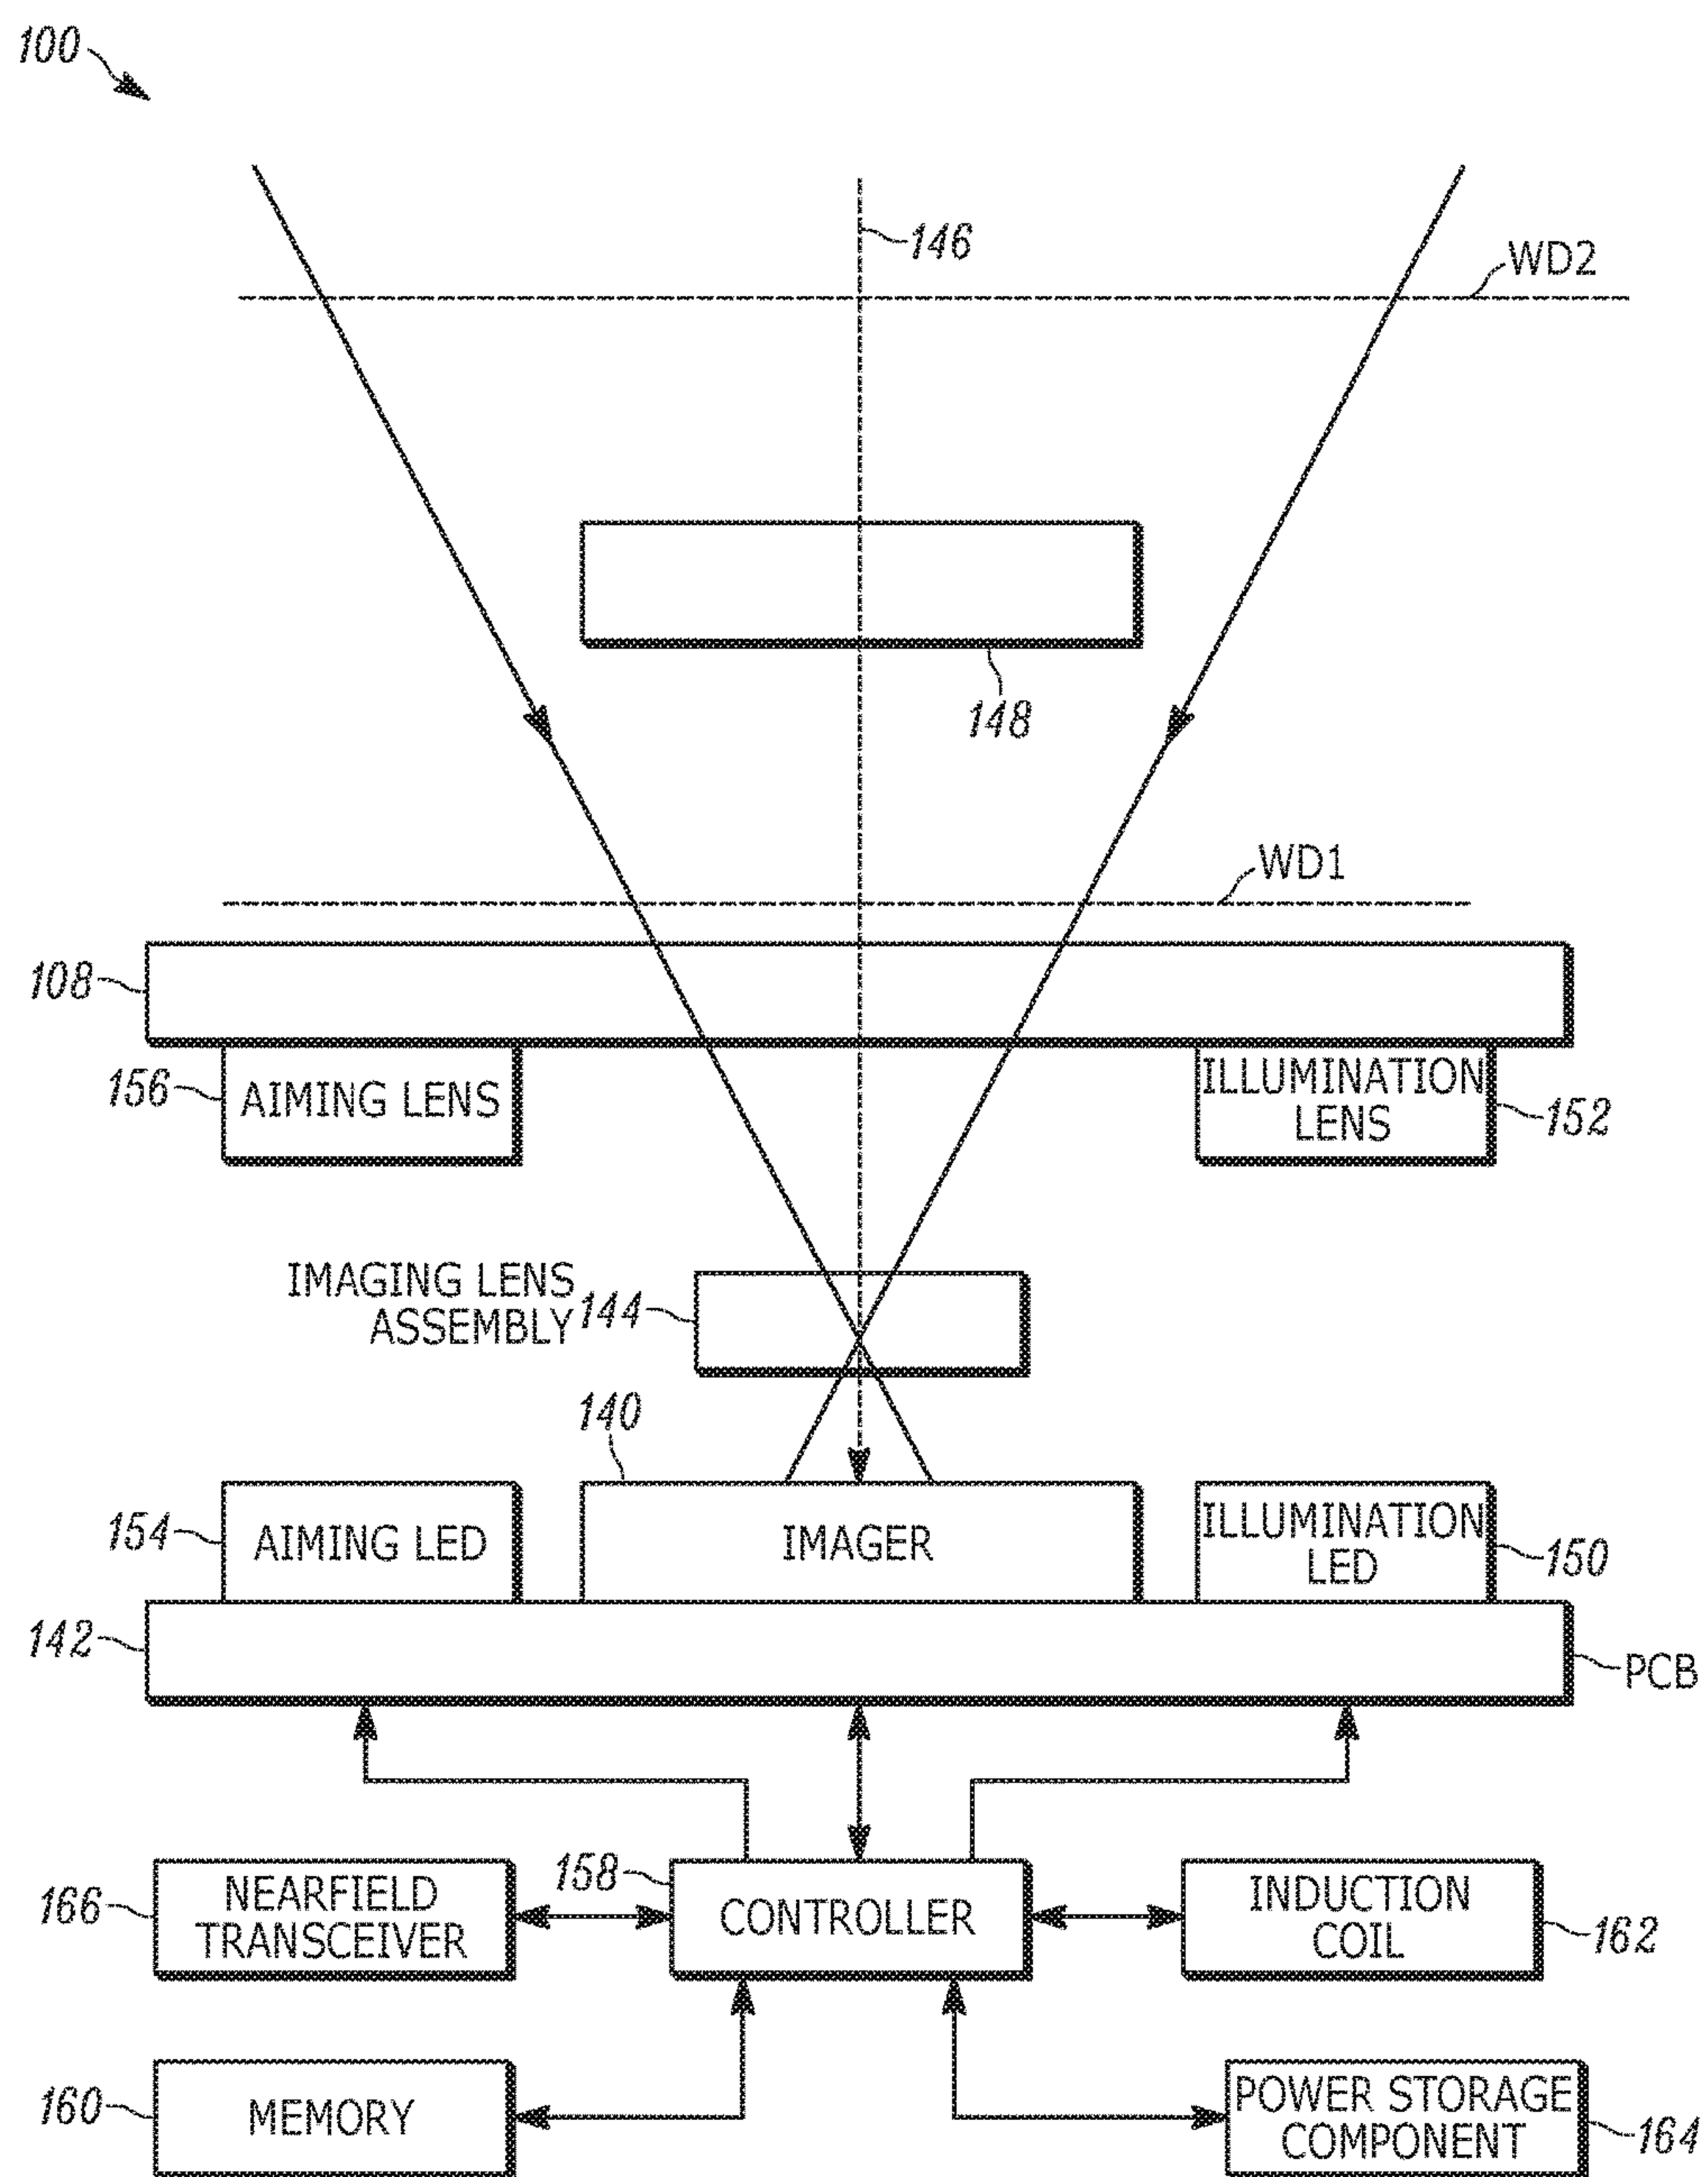 100
146
WD2
148
WD1
108
156
AIMING LENS
ILLUMINATION
LENS
152
IMAGING LENS
ASSEMBLY
144
140
154
AIMING LED
IMAGER
ILLUMINATION
LED
150
142
PCB
158
166
NEARFIELD
TRANSCEIVER
CONTROLLER
INDUCTION
COIL
162
160
MEMORY
POWER STORAGE
COMPONENT
164